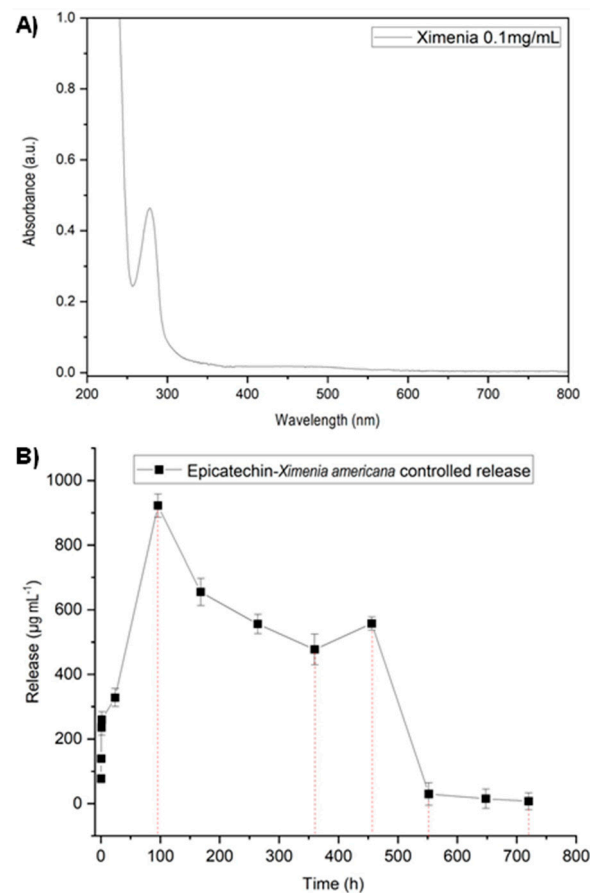 A)
Ximenia 0.1mg/mL
Absorbance (a.u.)
1.0
0.8
0.6
0.4
0.2
0.0
200 300 400 500 600 700 800
Wavelength (nm)
B)
Epicatechin-Ximenia americana controlled release
Release (µg mL⁻¹)
1000
800
600
400
200
0
0 100 200 300 400 500 600 700 800
Time (h)